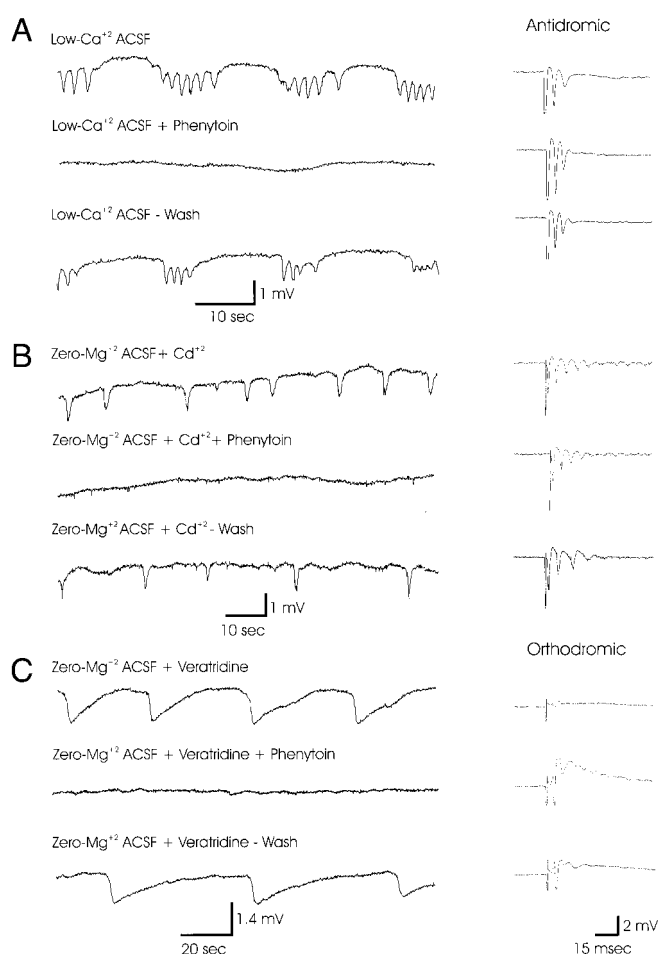 A
Low-Ca⁺² ACSF
Antidromic
Low-Ca⁺² ACSF + Phenytoin
Low-Ca⁺² ACSF - Wash
1 mV
10 sec
B
Zero-Mg⁺² ACSF + Cd⁺²
Zero-Mg⁺² ACSF + Cd⁺² + Phenytoin
Zero-Mg⁺² ACSF + Cd⁺² - Wash
1 mV
10 sec
Orthodromic
C
Zero-Mg⁺² ACSF + Veratridine
Zero-Mg⁺² ACSF + Veratridine + Phenytoin
Zero-Mg⁺² ACSF + Veratridine - Wash
1.4 mV
20 sec
2 mV
15 msec